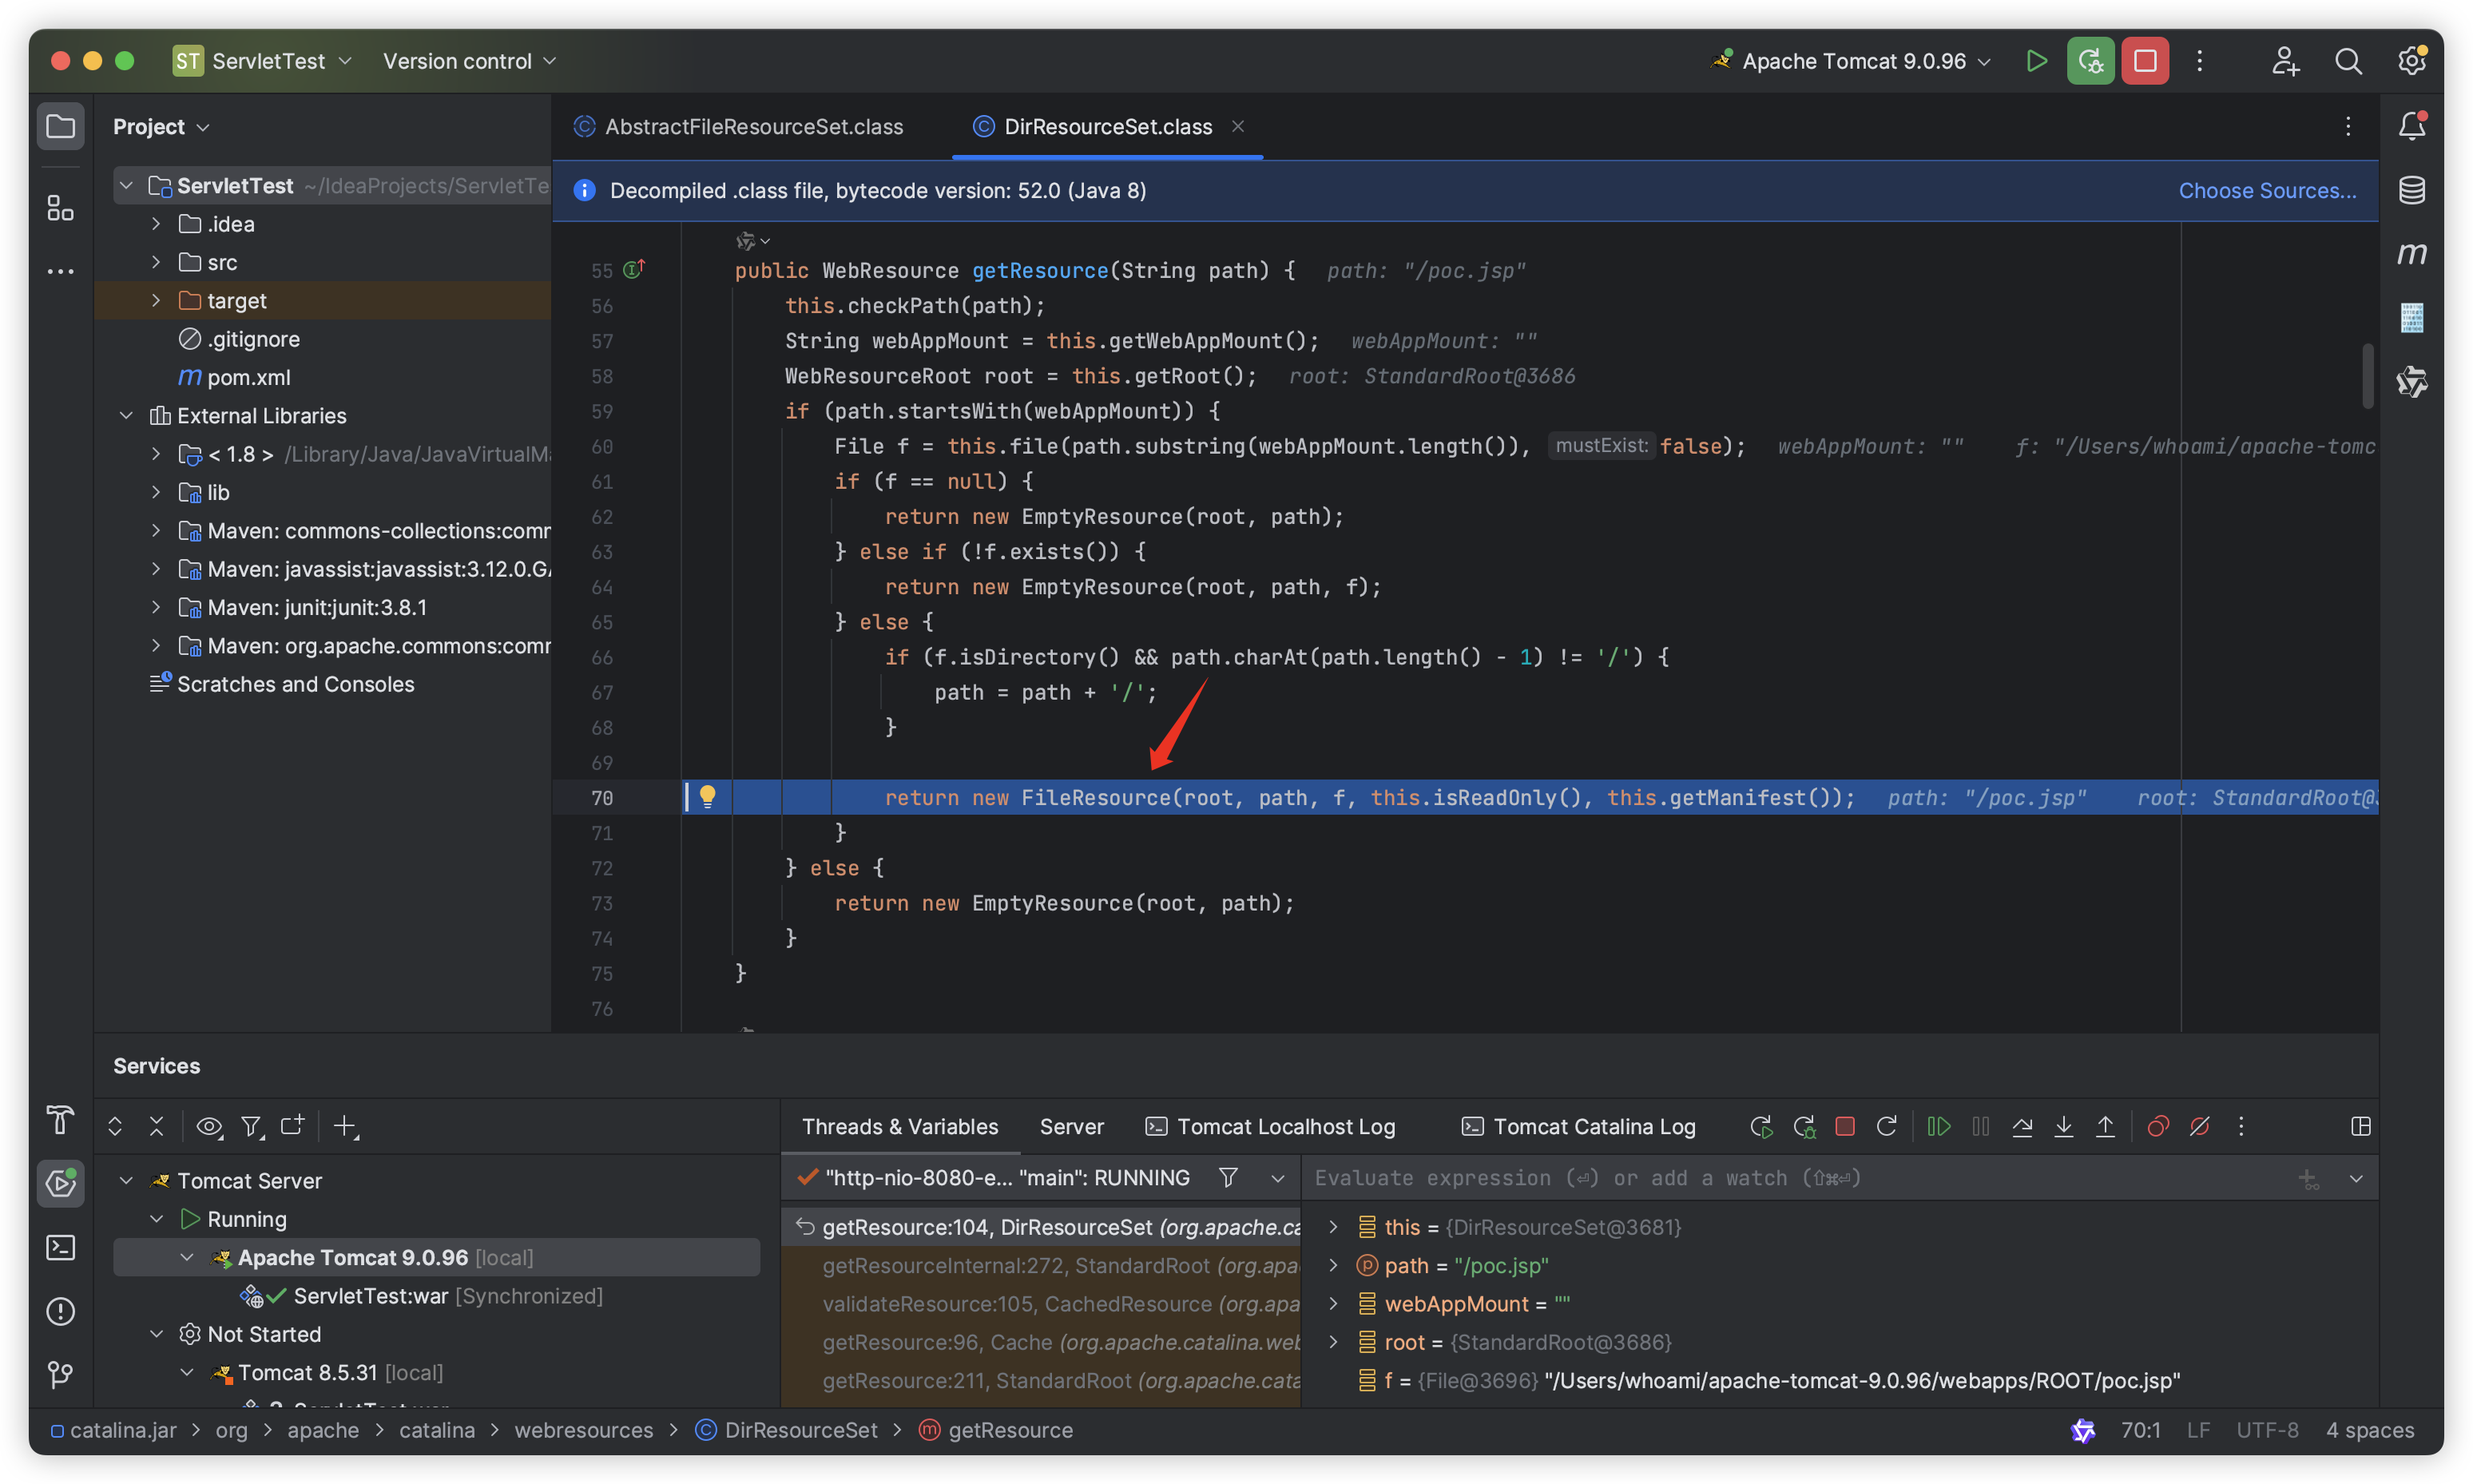 ST ServletTest Version control Apache Tomcat 9.0.96
Project
ServletTest ~/IdeaProjects/ServletTe
.idea
src
target
.gitignore
m pom.xml
External Libraries
< 1.8 > /Library/Java/JavaVirtualMa
lib
Maven: commons-collections:comm
Maven: javassist:javassist:3.12.0.GA
Maven: junit:junit:3.8.1
Maven: org.apache.commons:comm
Scratches and Consoles
AbstractFileResourceSet.class DirResourceSet.class
Decompiled .class file, bytecode version: 52.0 (Java 8) Choose Sources...
55 public WebResource getResource(String path) { path: "/poc.jsp"
56 this.checkPath(path);
57 String webAppMount = this.getWebAppMount(); webAppMount: ""
58 WebResourceRoot root = this.getRoot(); root: StandardRoot@3686
59 if (path.startsWith(webAppMount)) {
60 File f = this.file(path.substring(webAppMount.length()), mustExist: false); webAppMount: "" f: "/Users/whoami/apache-tomc
61 if (f == null) {
62 return new EmptyResource(root, path);
63 } else if (!f.exists()) {
64 return new EmptyResource(root, path, f);
65 } else {
66 if (f.isDirectory() && path.charAt(path.length() - 1) != '/') {
67 path = path + '/';
68 }
69
70 return new FileResource(root, path, f, this.isReadOnly(), this.getManifest()); path: "/poc.jsp" root: StandardRoot@3
71 }
72 } else {
73 return new EmptyResource(root, path);
74 }
75 }
76
Services
Tomcat Server
Running
Apache Tomcat 9.0.96 [local]
ServletTest:war [Synchronized]
Not Started
Tomcat 8.5.31 [local]
Threads & Variables Server Tomcat Localhost Log Tomcat Catalina Log
"http-nio-8080-e... "main": RUNNING
getResource:104, DirResourceSet (org.apache.ca
getResourceInternal:272, StandardRoot (org.apa
validateResource:105, CachedResource (org.apa
getResource:96, Cache (org.apache.catalina.web
getResource:211, StandardRoot (org.apache.cata
Evaluate expression (⏎) or add a watch (⇧⌘⏎)
this = {DirResourceSet@3681}
path = "/poc.jsp"
webAppMount = ""
root = {StandardRoot@3686}
f = {File@3696} "/Users/whoami/apache-tomcat-9.0.96/webapps/ROOT/poc.jsp"
catalina.jar > org > apache > catalina > webresources > DirResourceSet > getResource 70:1 LF UTF-8 4 spaces